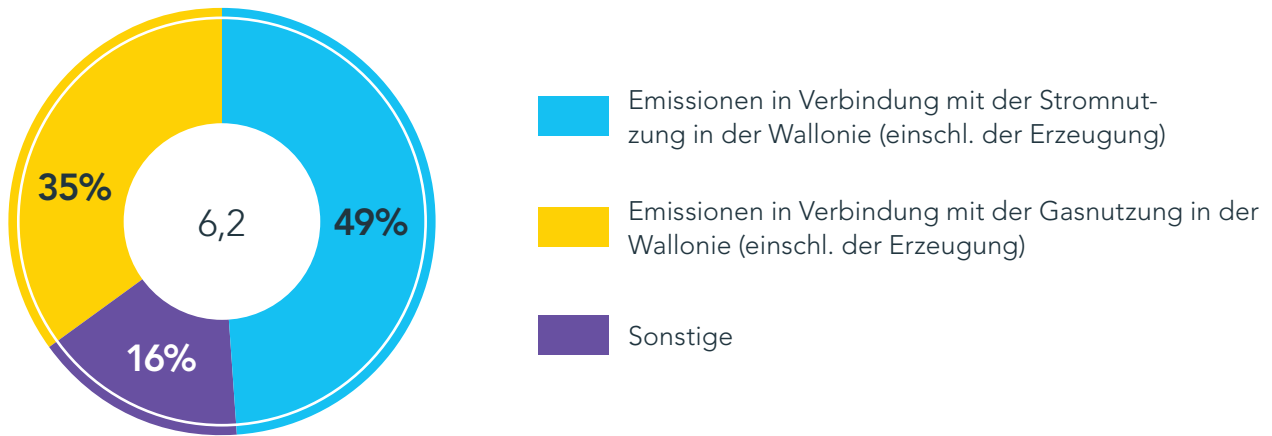 35%
6,2
49%
16%
Emissionen in Verbindung mit der Stromnut-
zung in der Wallonie (einschl. der Erzeugung)
Emissionen in Verbindung mit der Gasnutzung in der
Wallonie (einschl. der Erzeugung)
Sonstige